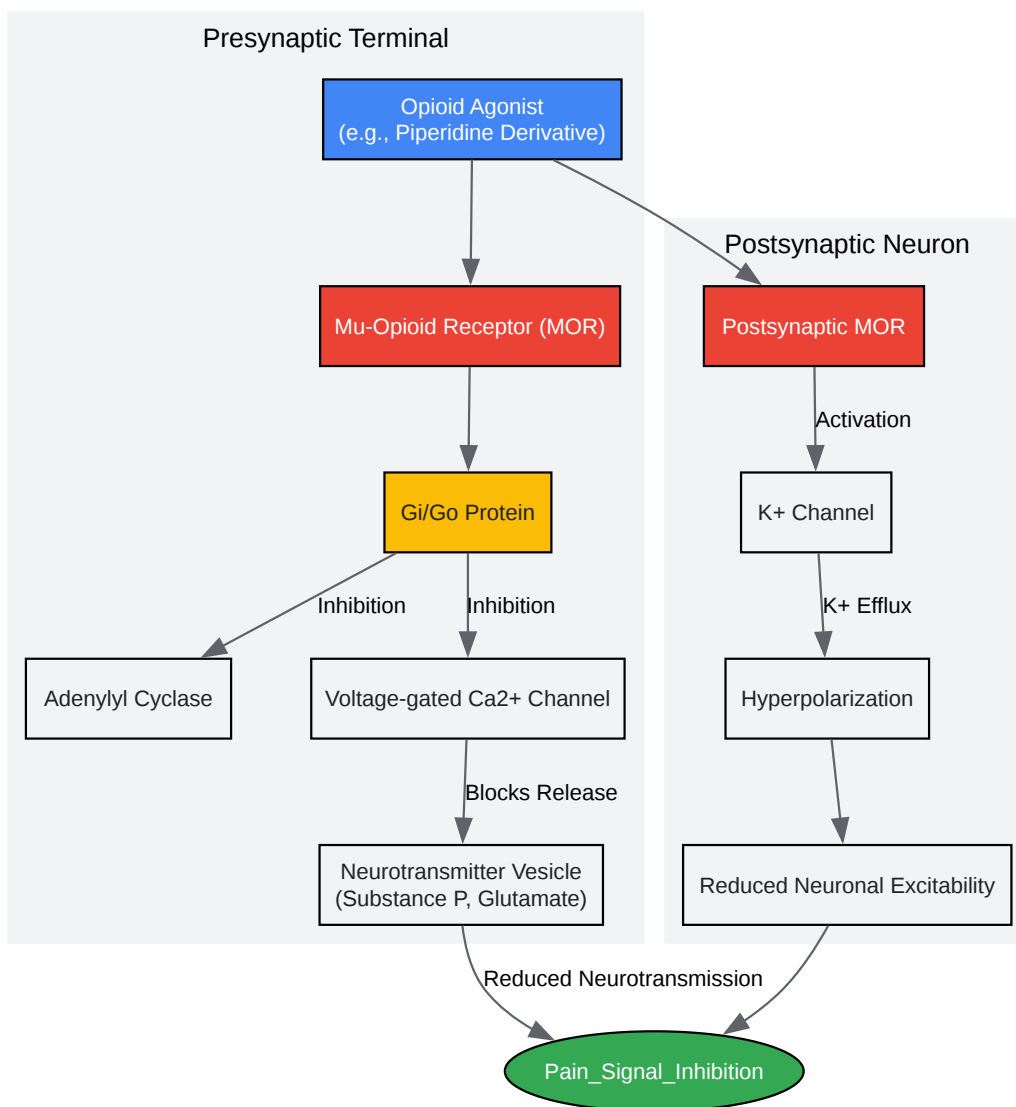 Presynaptic Terminal
Opioid Agonist
(e.g., Piperidine Derivative)
Postsynaptic Neuron
Mu-Opioid Receptor (MOR)
Postsynaptic MOR
Activation
Gi/Go Protein
K+ Channel
Inhibition
Inhibition
K+ Efflux
Adenylyl Cyclase
Voltage-gated Ca2+ Channel
Hyperpolarization
Blocks Release
Neurotransmitter Vesicle
(Substance P, Glutamate)
Reduced Neuronal Excitability
Reduced Neurotransmission
Pain_Signal_Inhibition